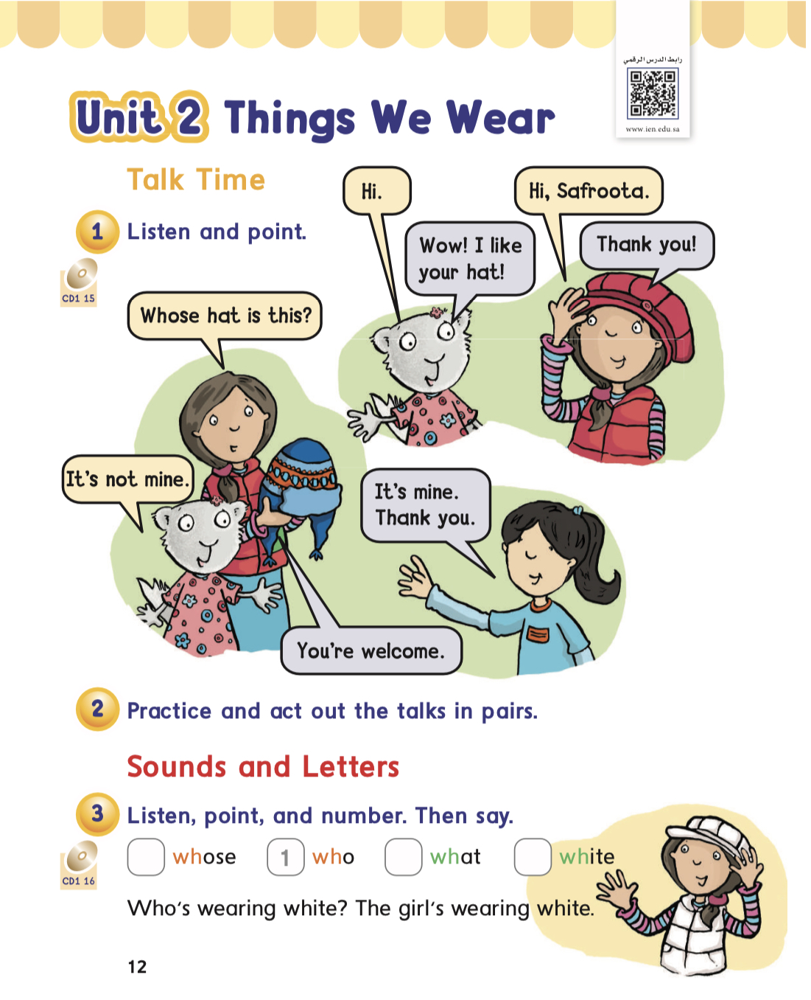 رابط الدرس الرقمي
www.ien.edu.sa
Unit 2 Things We Wear
Talk Time
1 Listen and point.
CD1 15
Hi.
Hi, Safroota.
Wow! I like
your hat!
Thank you!
Whose hat is this?
It's not mine.
It's mine.
Thank you.
You're welcome.
2 Practice and act out the talks in pairs.
Sounds and Letters
3 Listen, point, and number. Then say.
CD1 16
whose 1 who what white
Who's wearing white? The girl's wearing white.
12